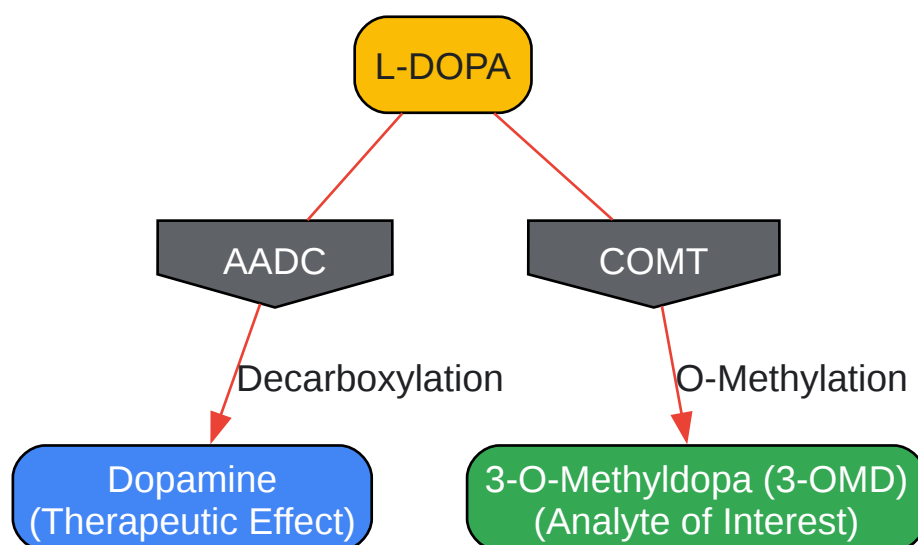 L-DOPA
AADC
COMT
Decarboxylation
O-Methylation
Dopamine
(Therapeutic Effect)
3-O-Methyldopa (3-OMD)
(Analyte of Interest)